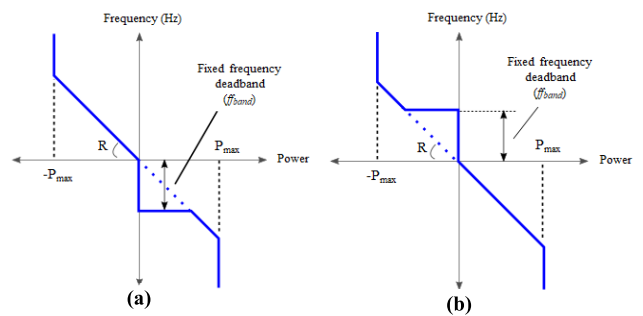 Frequency (Hz)
Fixed frequency
deadband
(ffband)
R
Pmax
Power
-Pmax
(a)
Frequency (Hz)
Fixed frequency
deadband
(ffband)
R
Pmax
Power
-Pmax
(b)